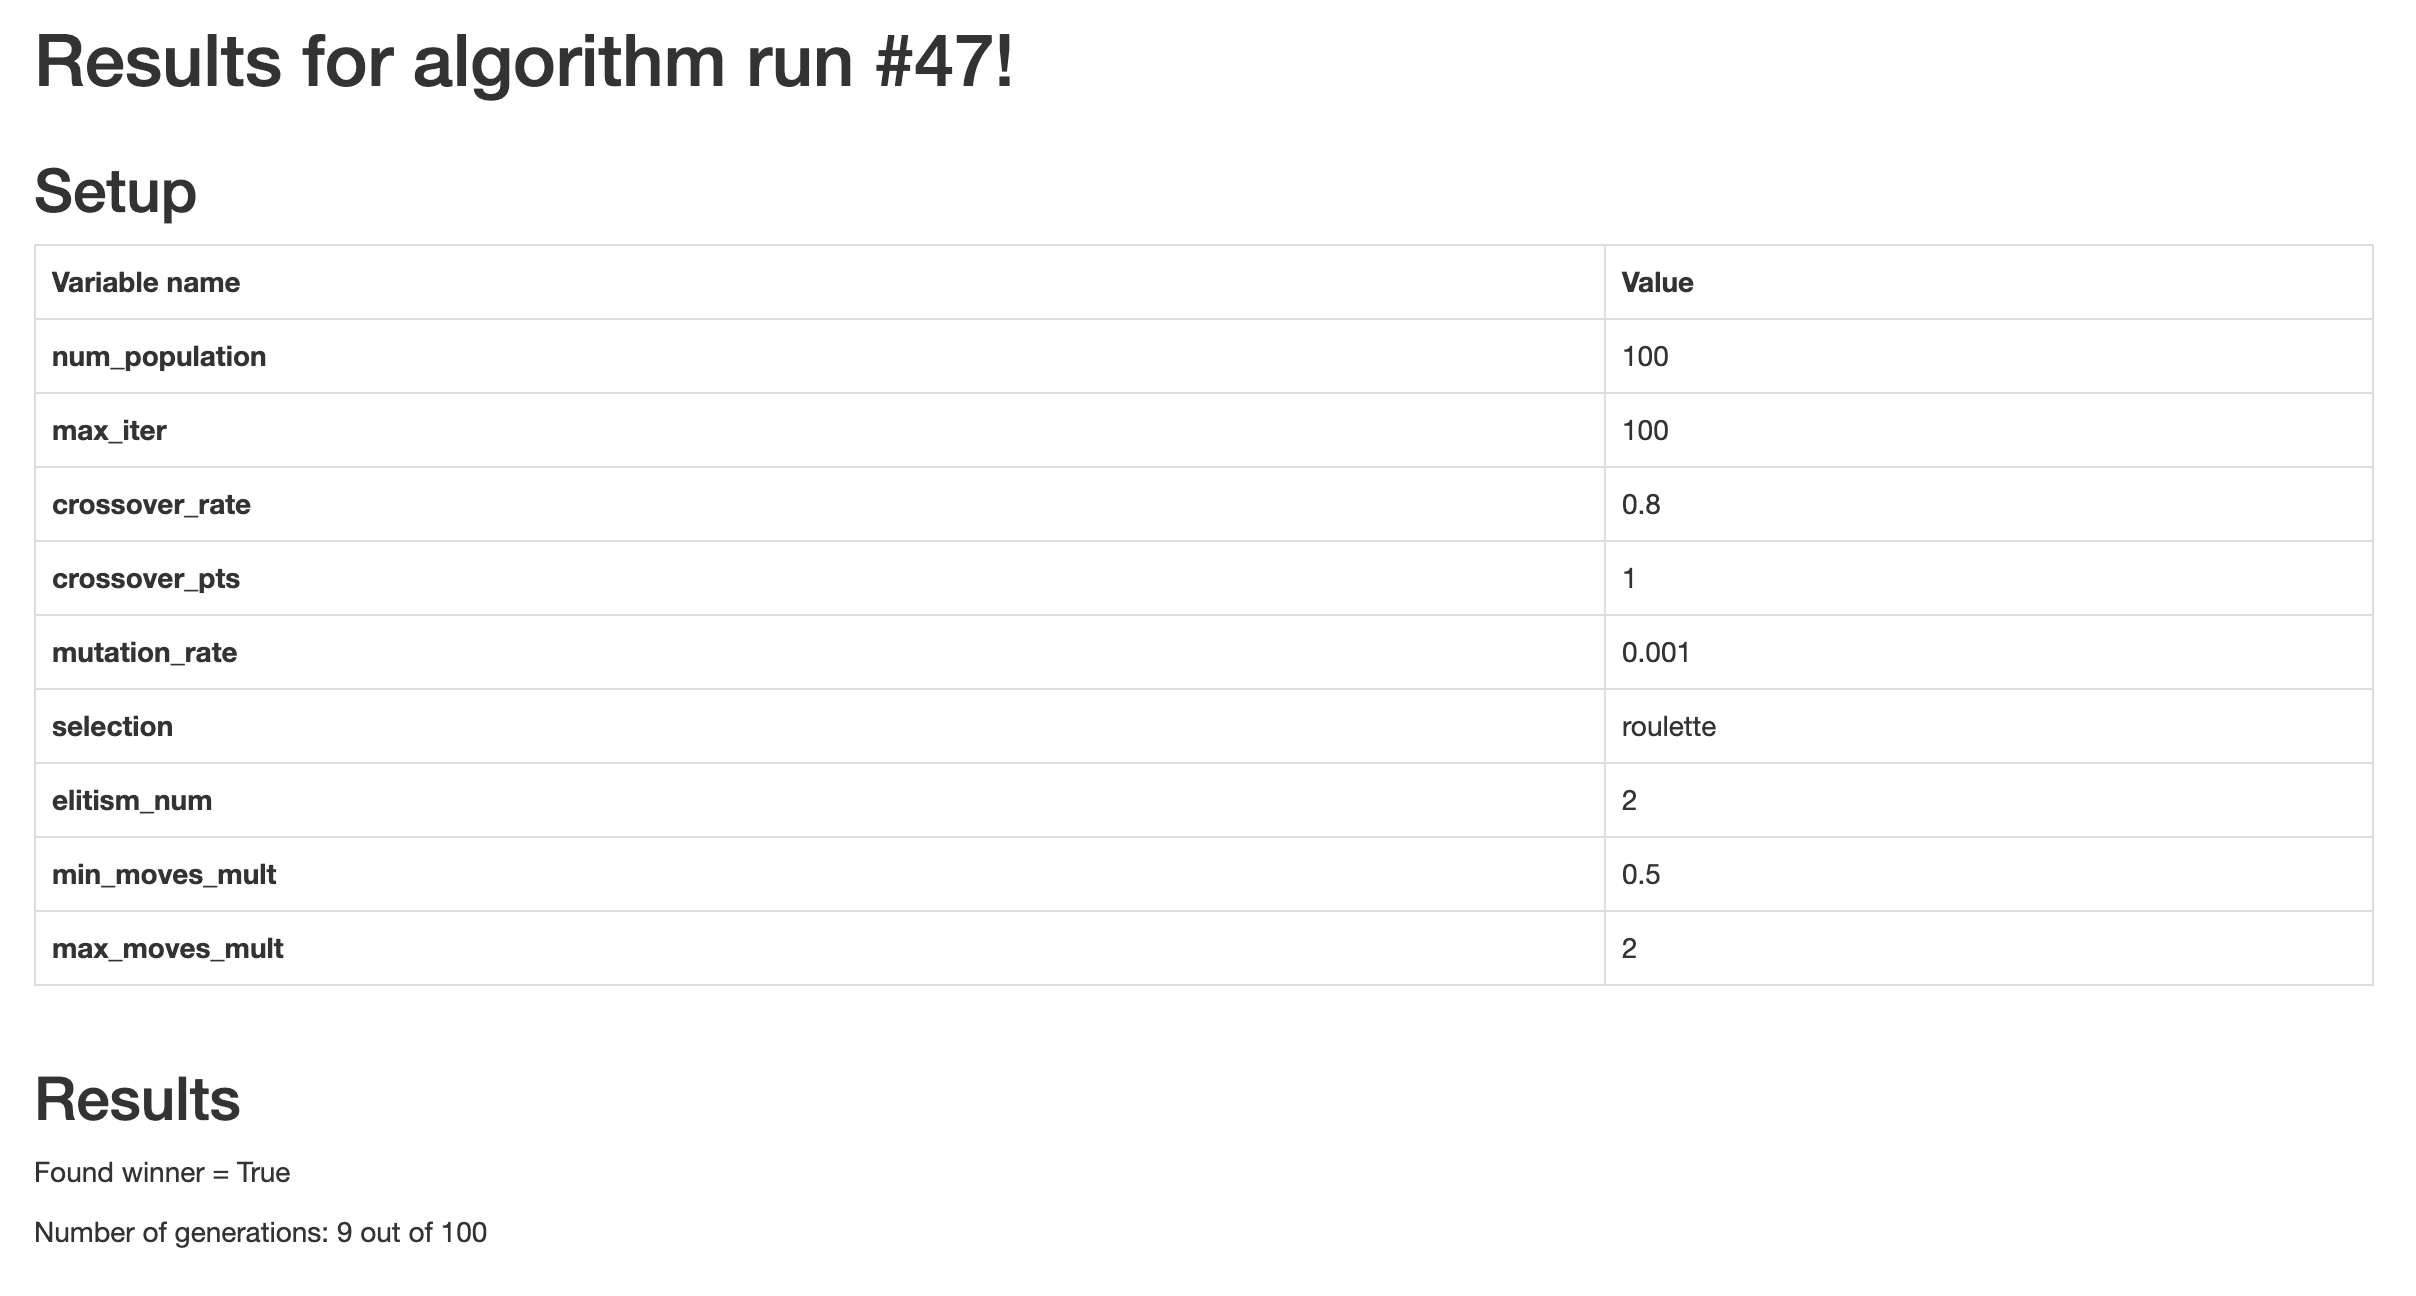 Results for algorithm run #47!
Setup
Variable name Value
num_population 100
max_iter 100
crossover_rate 0.8
crossover_pts 1
mutation_rate 0.001
selection roulette
elitism_num 2
min_moves_mult 0.5
max_moves_mult 2
Results
Found winner = True
Number of generations: 9 out of 100